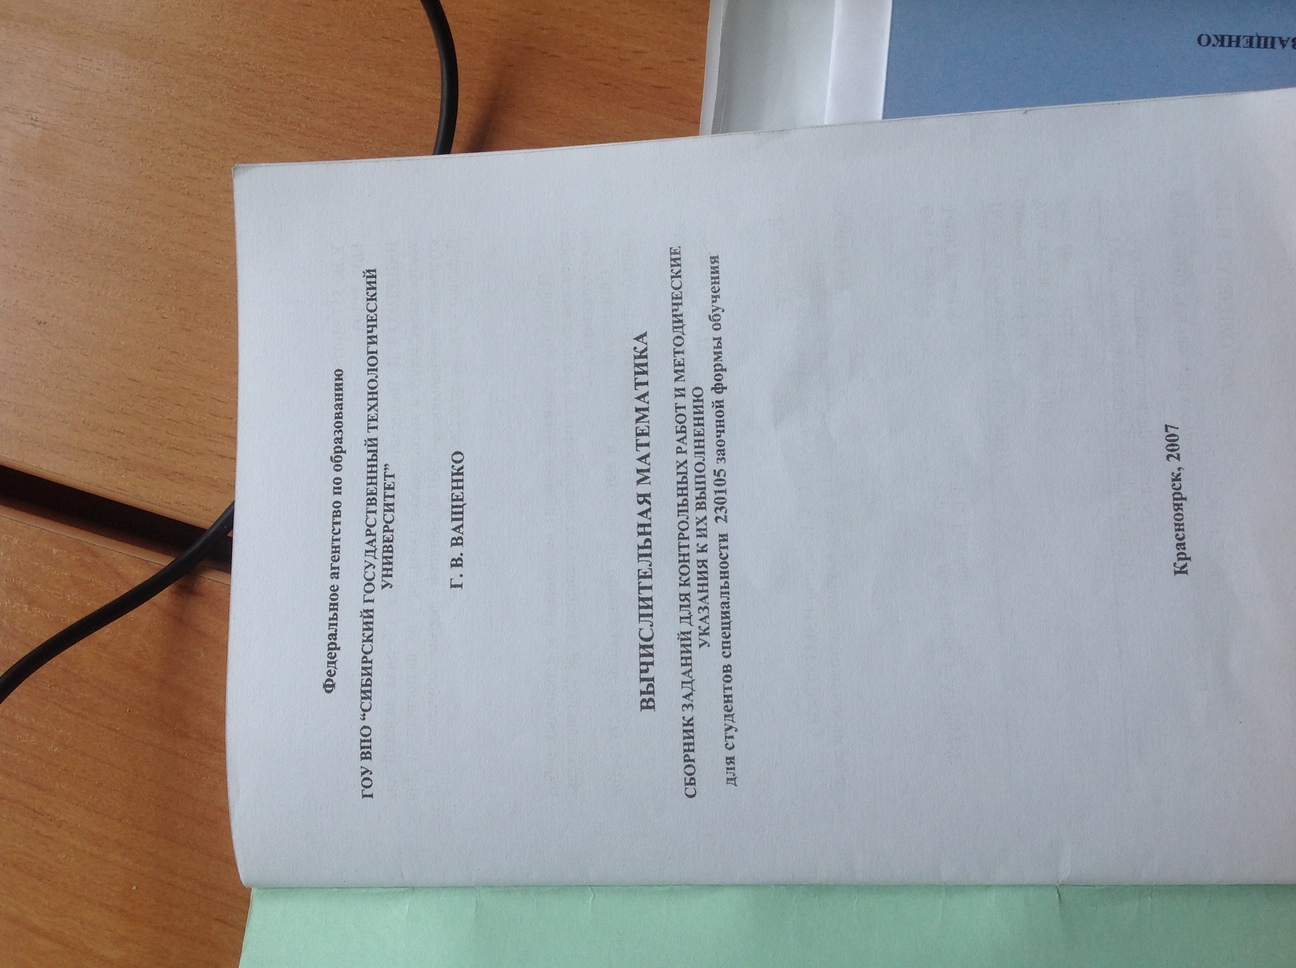 Федеральное агентство по образованию
ГОУ ВПО “СИБИРСКИЙ ГОСУДАРСТВЕННЫЙ ТЕХНОЛОГИЧЕСКИЙ
УНИВЕРСИТЕТ”
Г. В. ВАЩЕНКО
ВЫЧИСЛИТЕЛЬНАЯ МАТЕМАТИКА
СБОРНИК ЗАДАНИЙ ДЛЯ КОНТРОЛЬНЫХ РАБОТ И МЕТОДИЧЕСКИЕ
УКАЗАНИЯ К ИХ ВЫПОЛНЕНИЮ
для студентов специальности 230105 заочной формы обучения
Красноярск, 2007
ВАЩЕНКО